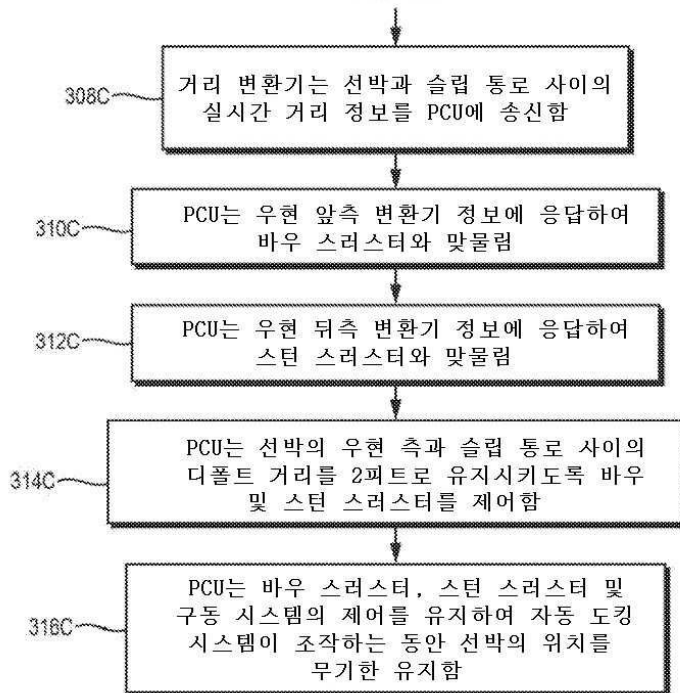 308C
거리 변환기는 선박과 슬립 통로 사이의
실시간 거리 정보를 PCU에 송신함
310C
PCU는 우현 앞측 변환기 정보에 응답하여
바우 스러스터와 맞물림
312C
PCU는 우현 뒤측 변환기 정보에 응답하여
스턴 스러스터와 맞물림
314C
PCU는 선박의 우현 측과 슬립 통로 사이의
디폴트 거리를 2피트로 유지시키도록 바우
및 스턴 스러스터를 제어함
316C
PCU는 바우 스러스터, 스턴 스러스터 및
구동 시스템의 제어를 유지하여 자동 도킹
시스템이 조작하는 동안 선박의 위치를
무기한 유지함